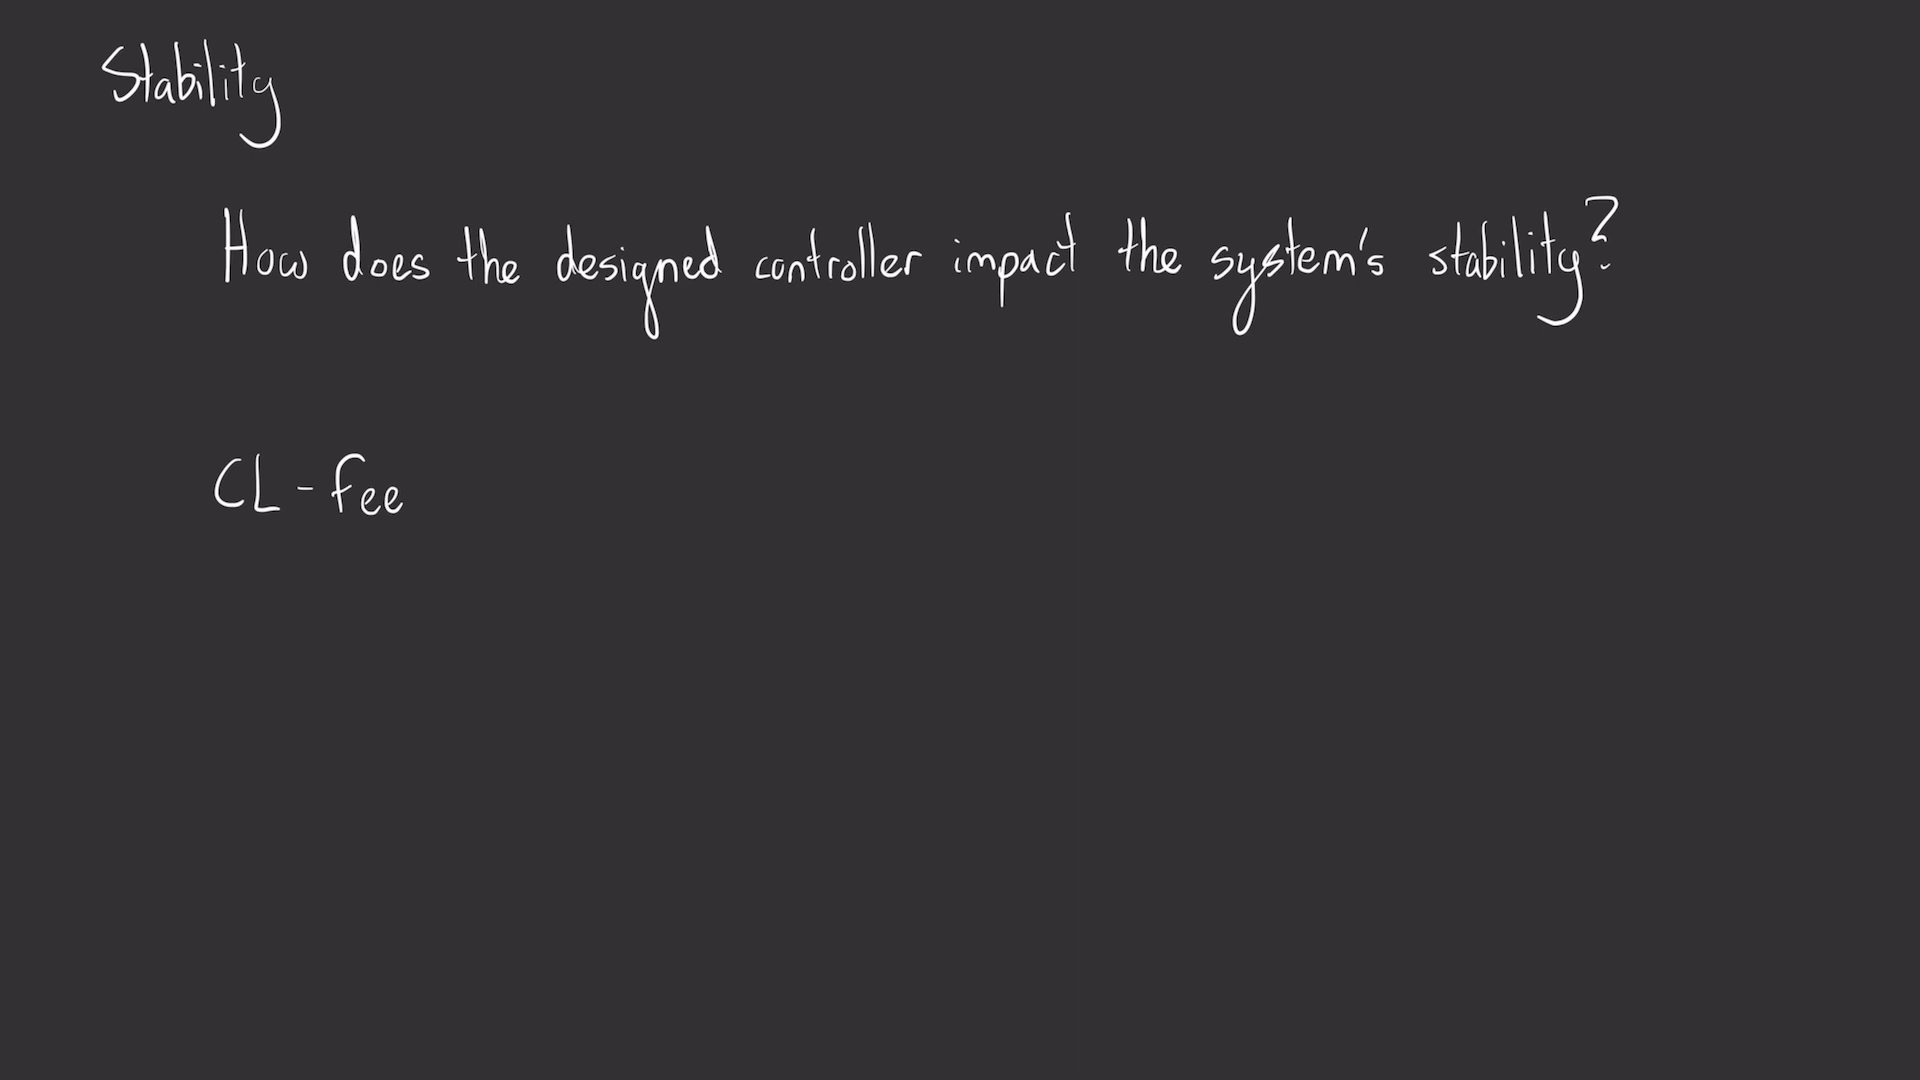 Stability
How does the designed controller impact the system's stability?
CL - fee